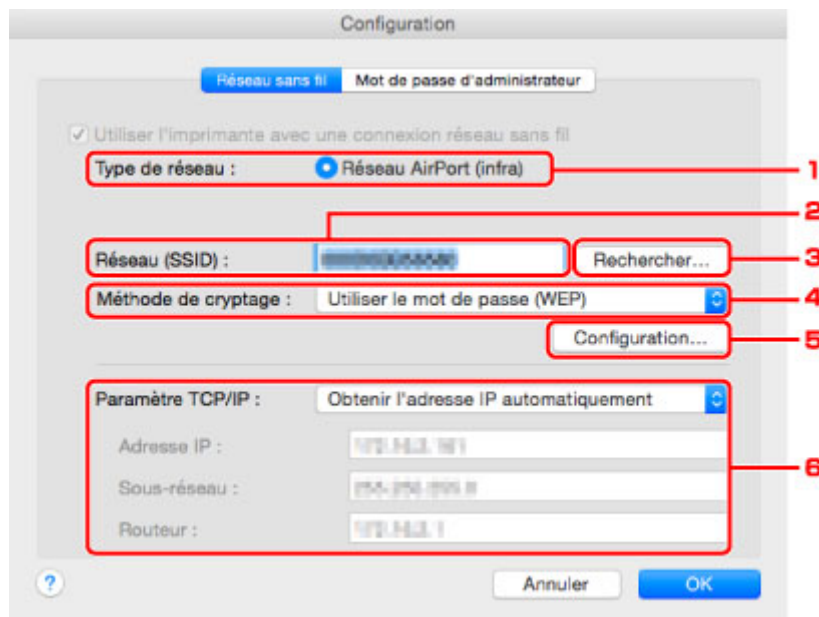 Configuration
Réseau sans fil Mot de passe d'administrateur
Utiliser l'imprimante avec une connexion réseau sans fil
Type de réseau : Réseau AirPort (infra) 1
2
Réseau (SSID) : Rechercher... 3
Méthode de cryptage : Utiliser le mot de passe (WEP) 4
Configuration... 5
Paramètre TCP/IP : Obtenir l'adresse IP automatiquement
Adresse IP :
6
Sous-réseau :
Routeur :
? Annuler OK